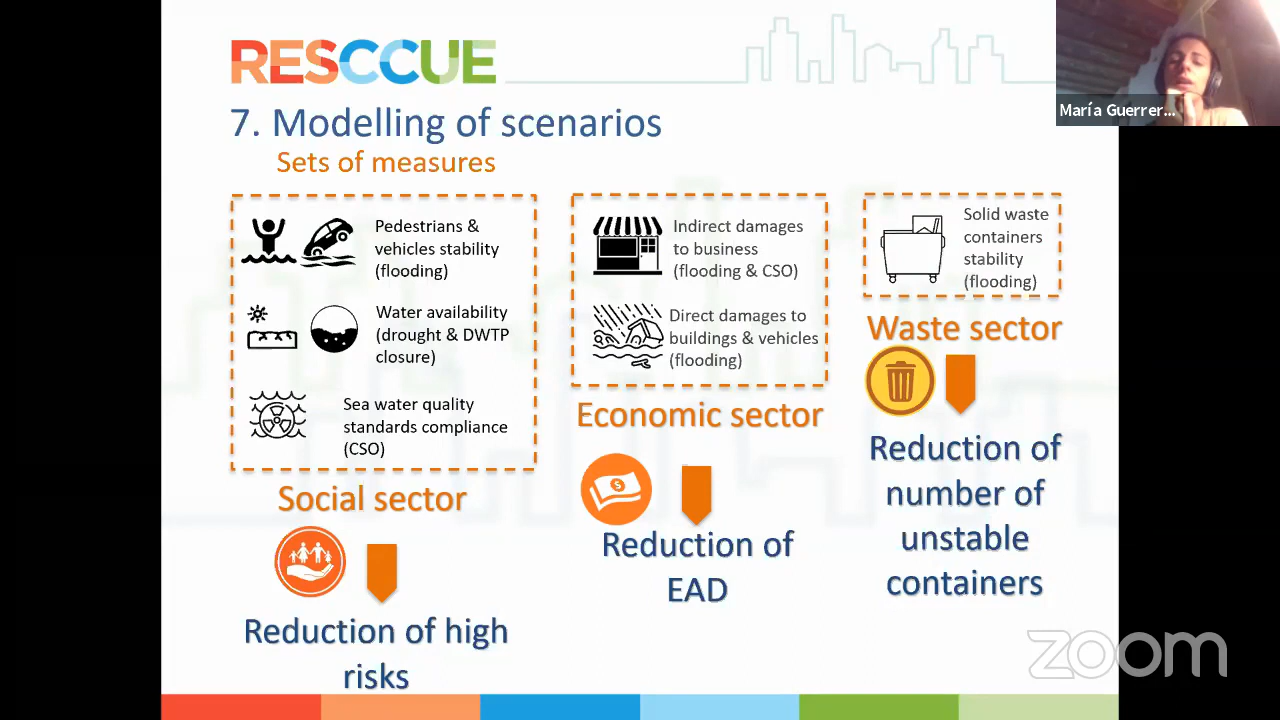 RESCCUE
María Guerrer...
7. Modelling of scenarios
Sets of measures
Pedestrians &
vehicles stability
(flooding)
Water availability
(drought & DWTP
closure)
Sea water quality
standards compliance
(CSO)
Social sector
Reduction of high
risks
Indirect damages
to business
(flooding & CSO)
Direct damages to
buildings & vehicles
(flooding)
Economic sector
$
Reduction of
EAD
Solid waste
containers
stability
(flooding)
Waste sector
Reduction of
number of
unstable
containers
zoom